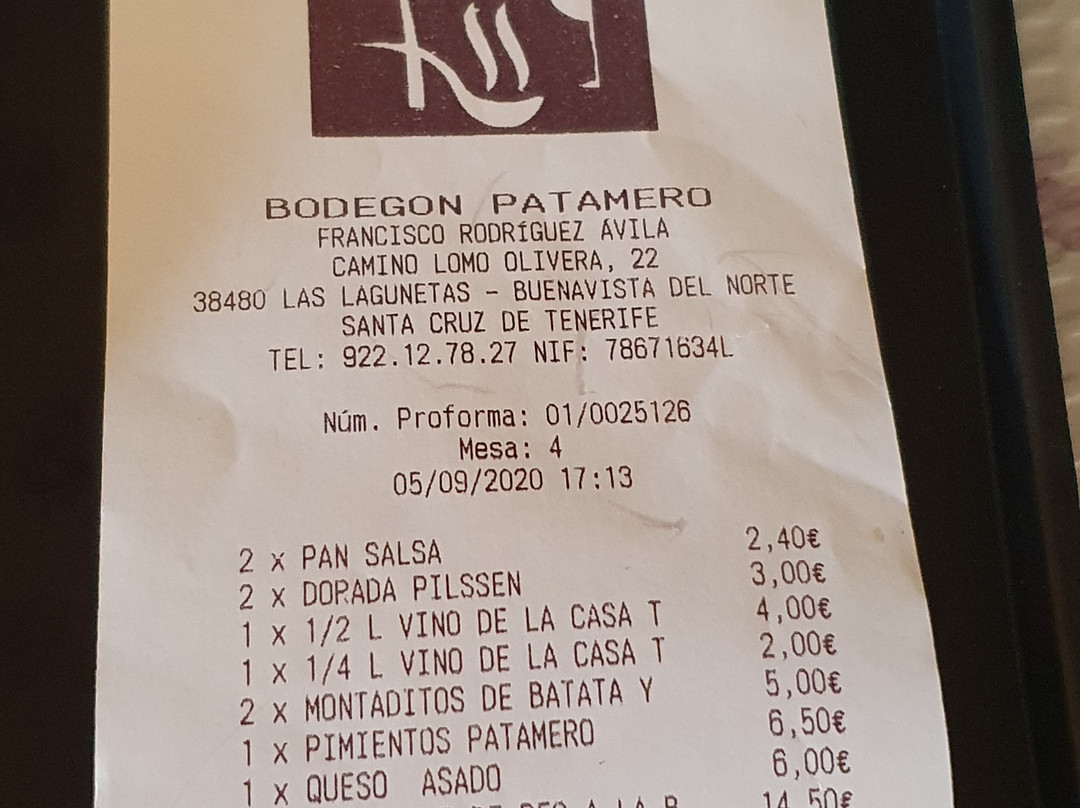 BODEGON PATAMERO
FRANCISCO RODRÍGUEZ ÁVILA
CAMINO LOMO OLIVERA, 22
38480 LAS LAGUNETAS - BUENAVISTA DEL NORTE
SANTA CRUZ DE TENERIFE
TEL: 922.12.78.27 NIF: 78671634L
Núm. Proforma: 01/0025126
Mesa: 4
05/09/2020 17:13
2 x PAN SALSA 2,40€
2 x DORADA PILSSEN 3,00€
1 x 1/2 L VINO DE LA CASA T 4,00€
1 x 1/4 L VINO DE LA CASA T 2,00€
2 x MONTADITOS DE BATATA Y 5,00€
1 x PIMIENTOS PATAMERO 6,50€
1 x QUESO ASADO 6,00€
A LA 14,50€